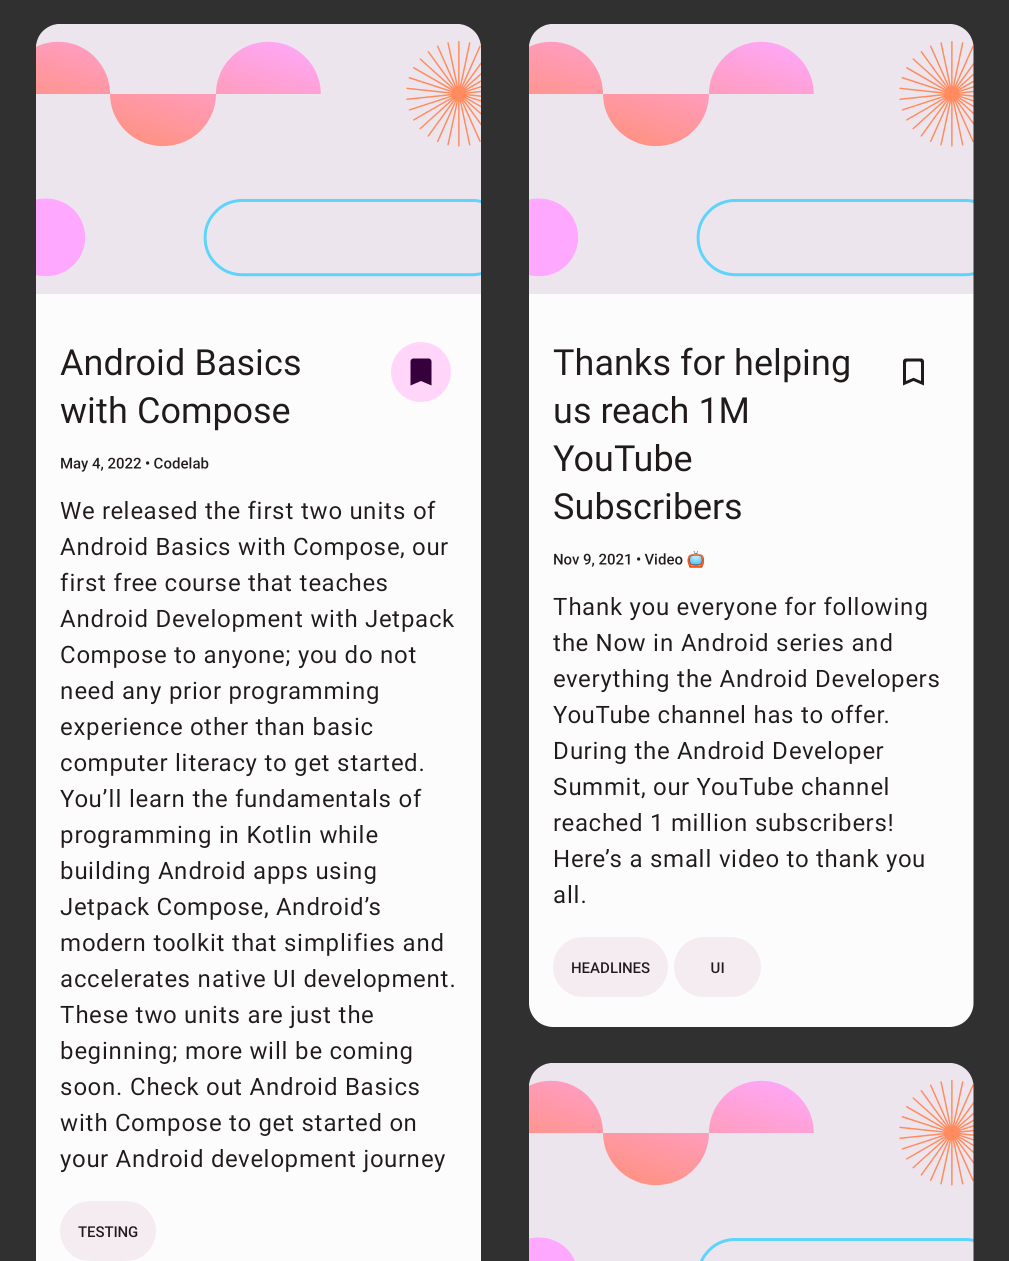 Android Basics
with Compose
May 4, 2022 • Codelab
We released the first two units of
Android Basics with Compose, our
first free course that teaches
Android Development with Jetpack
Compose to anyone; you do not
need any prior programming
experience other than basic
computer literacy to get started.
You’ll learn the fundamentals of
programming in Kotlin while
building Android apps using
Jetpack Compose, Android’s
modern toolkit that simplifies and
accelerates native UI development.
These two units are just the
beginning; more will be coming
soon. Check out Android Basics
with Compose to get started on
your Android development journey
TESTING
Thanks for helping
us reach 1M
YouTube
Subscribers
Nov 9, 2021 • Video 📺
Thank you everyone for following
the Now in Android series and
everything the Android Developers
YouTube channel has to offer.
During the Android Developer
Summit, our YouTube channel
reached 1 million subscribers!
Here’s a small video to thank you
all.
HEADLINES UI